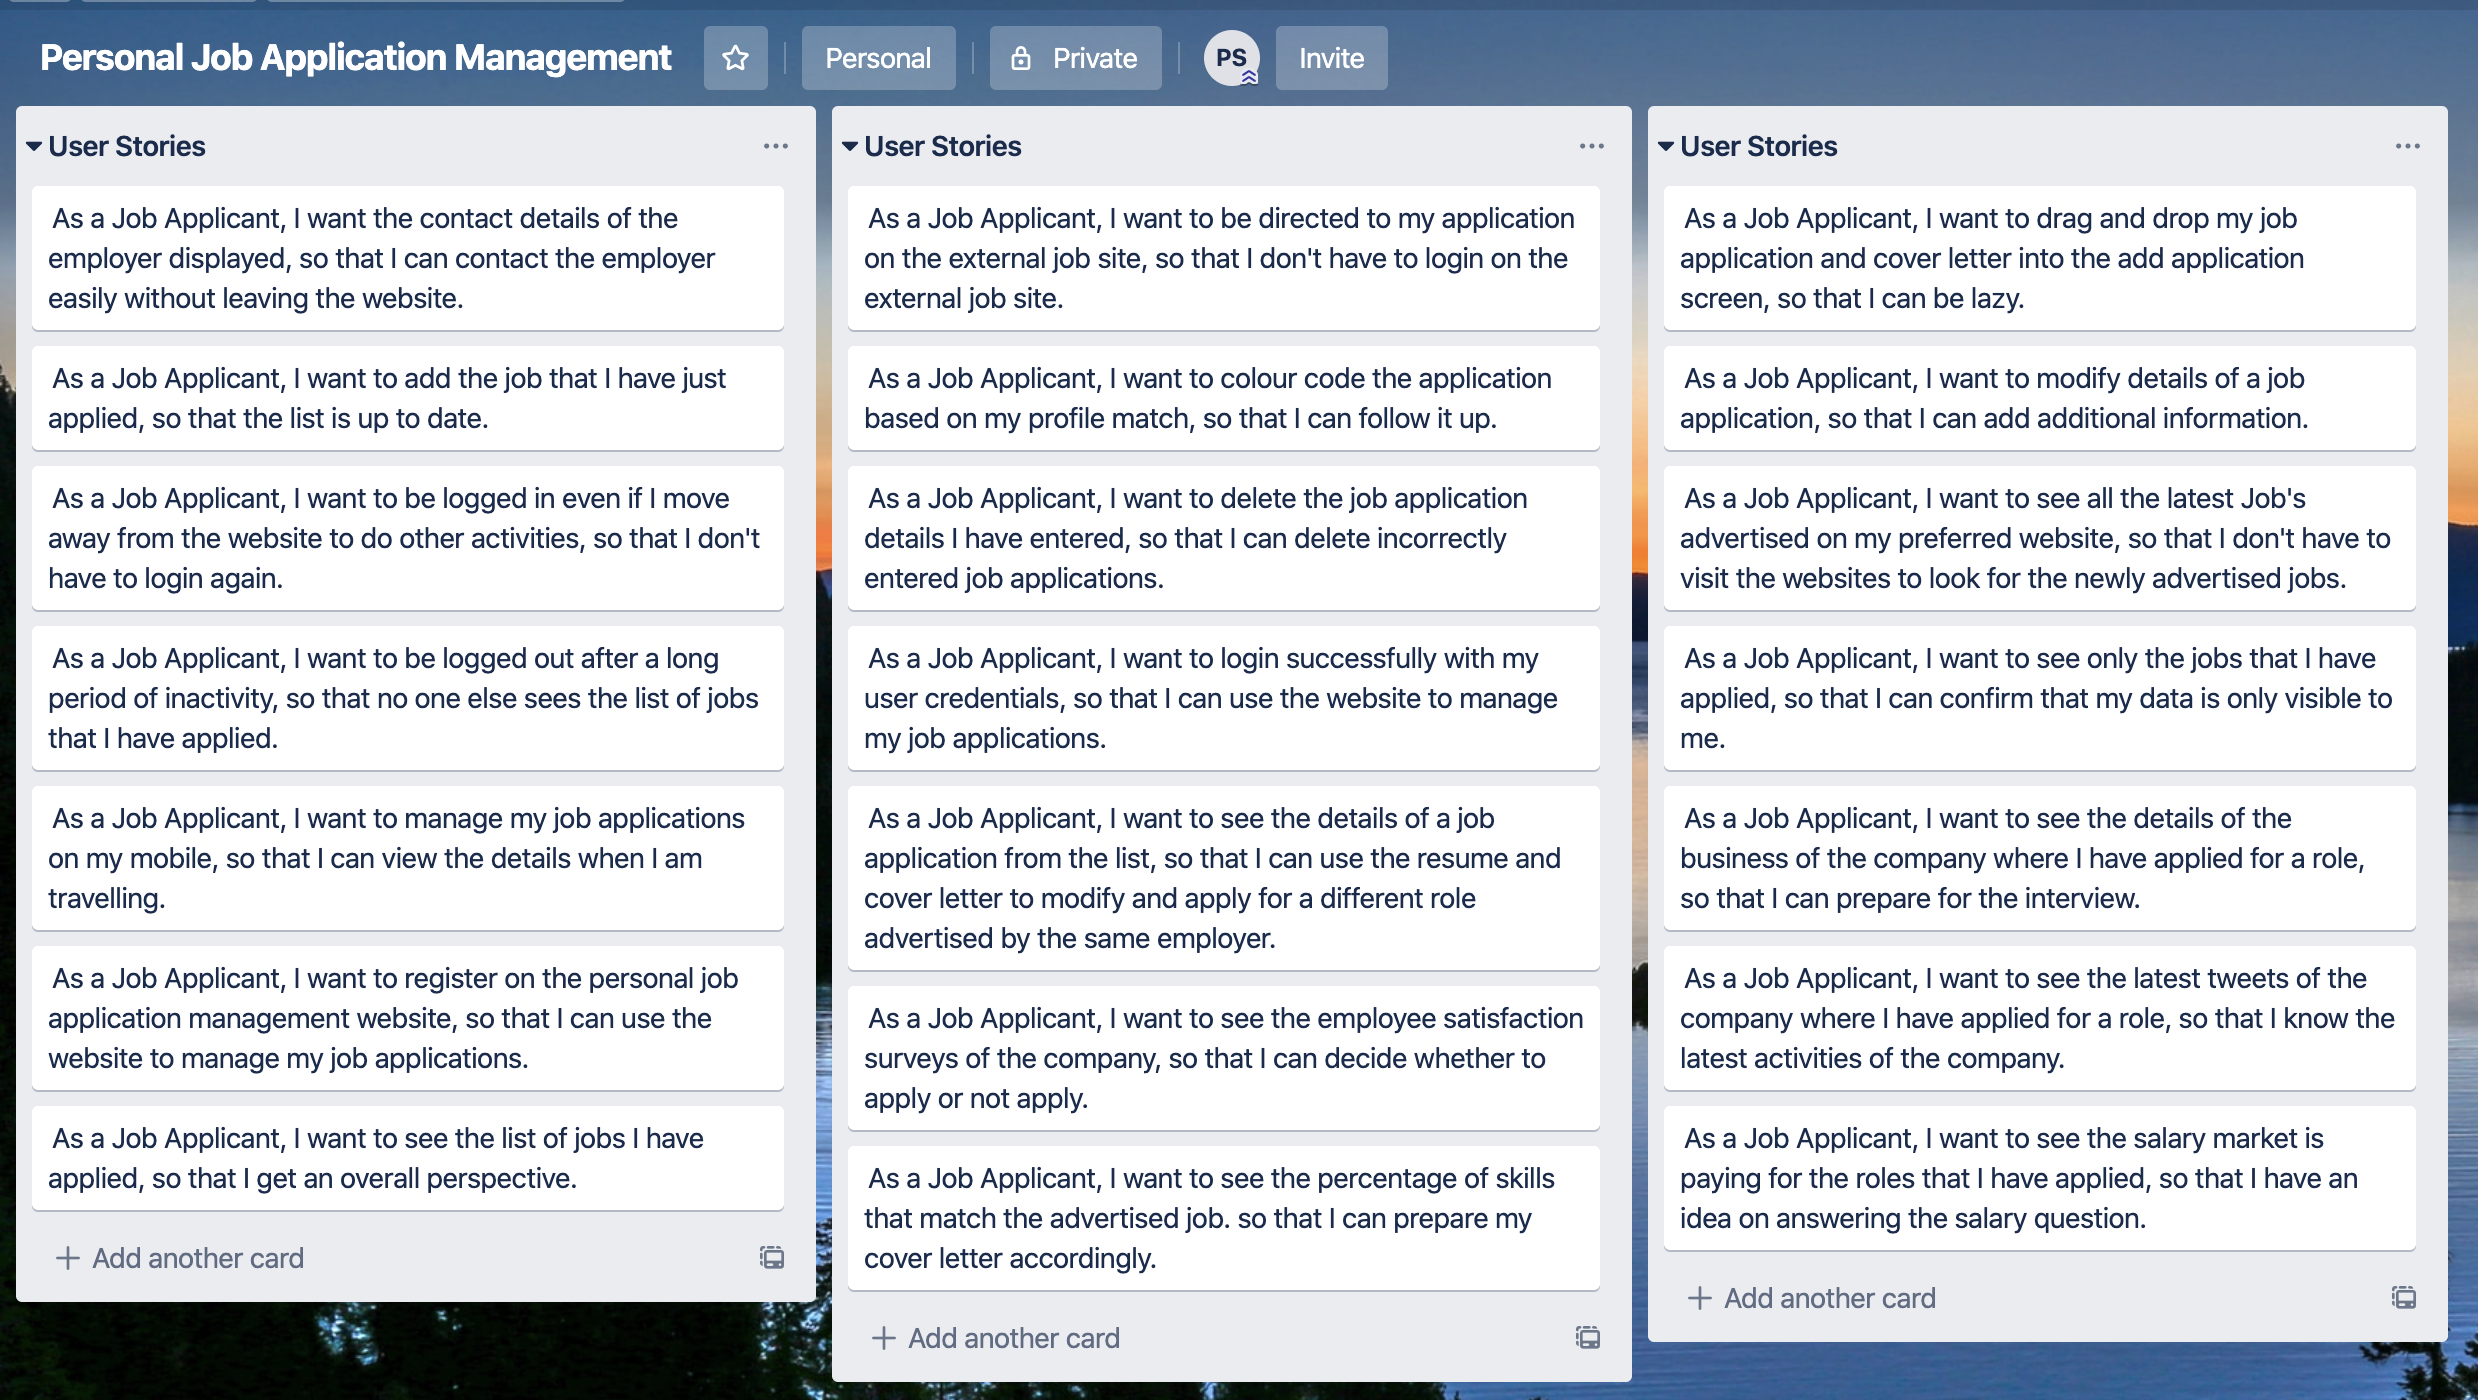 Personal Job Application Management
Personal
Private
PS
Invite
User Stories
As a Job Applicant, I want the contact details of the
employer displayed, so that I can contact the employer
easily without leaving the website.
As a Job Applicant, I want to add the job that I have just
applied, so that the list is up to date.
As a Job Applicant, I want to be logged in even if I move
away from the website to do other activities, so that I don't
have to login again.
As a Job Applicant, I want to be logged out after a long
period of inactivity, so that no one else sees the list of jobs
that I have applied.
As a Job Applicant, I want to manage my job applications
on my mobile, so that I can view the details when I am
travelling.
As a Job Applicant, I want to register on the personal job
application management website, so that I can use the
website to manage my job applications.
As a Job Applicant, I want to see the list of jobs I have
applied, so that I get an overall perspective.
Add another card
User Stories
As a Job Applicant, I want to be directed to my application
on the external job site, so that I don't have to login on the
external job site.
As a Job Applicant, I want to colour code the application
based on my profile match, so that I can follow it up.
As a Job Applicant, I want to delete the job application
details I have entered, so that I can delete incorrectly
entered job applications.
As a Job Applicant, I want to login successfully with my
user credentials, so that I can use the website to manage
my job applications.
As a Job Applicant, I want to see the details of a job
application from the list, so that I can use the resume and
cover letter to modify and apply for a different role
advertised by the same employer.
As a Job Applicant, I want to see the employee satisfaction
surveys of the company, so that I can decide whether to
apply or not apply.
As a Job Applicant, I want to see the percentage of skills
that match the advertised job. so that I can prepare my
cover letter accordingly.
Add another card
User Stories
As a Job Applicant, I want to drag and drop my job
application and cover letter into the add application
screen, so that I can be lazy.
As a Job Applicant, I want to modify details of a job
application, so that I can add additional information.
As a Job Applicant, I want to see all the latest Job's
advertised on my preferred website, so that I don't have to
visit the websites to look for the newly advertised jobs.
As a Job Applicant, I want to see only the jobs that I have
applied, so that I can confirm that my data is only visible to
me.
As a Job Applicant, I want to see the details of the
business of the company where I have applied for a role,
so that I can prepare for the interview.
As a Job Applicant, I want to see the latest tweets of the
company where I have applied for a role, so that I know the
latest activities of the company.
As a Job Applicant, I want to see the salary market is
paying for the roles that I have applied, so that I have an
idea on answering the salary question.
Add another card